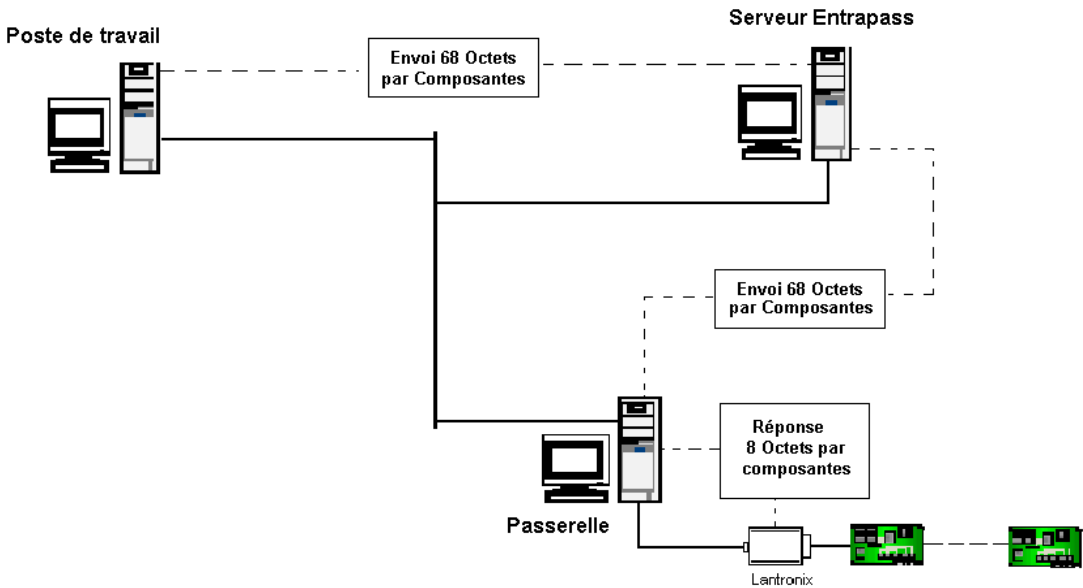 Serveur Entrapass
Poste de travail
Envoi 68 Octets
par Composantes
Envoi 68 Octets
par Composantes
Réponse
8 Octets par
composantes
Passerelle
Lantronix